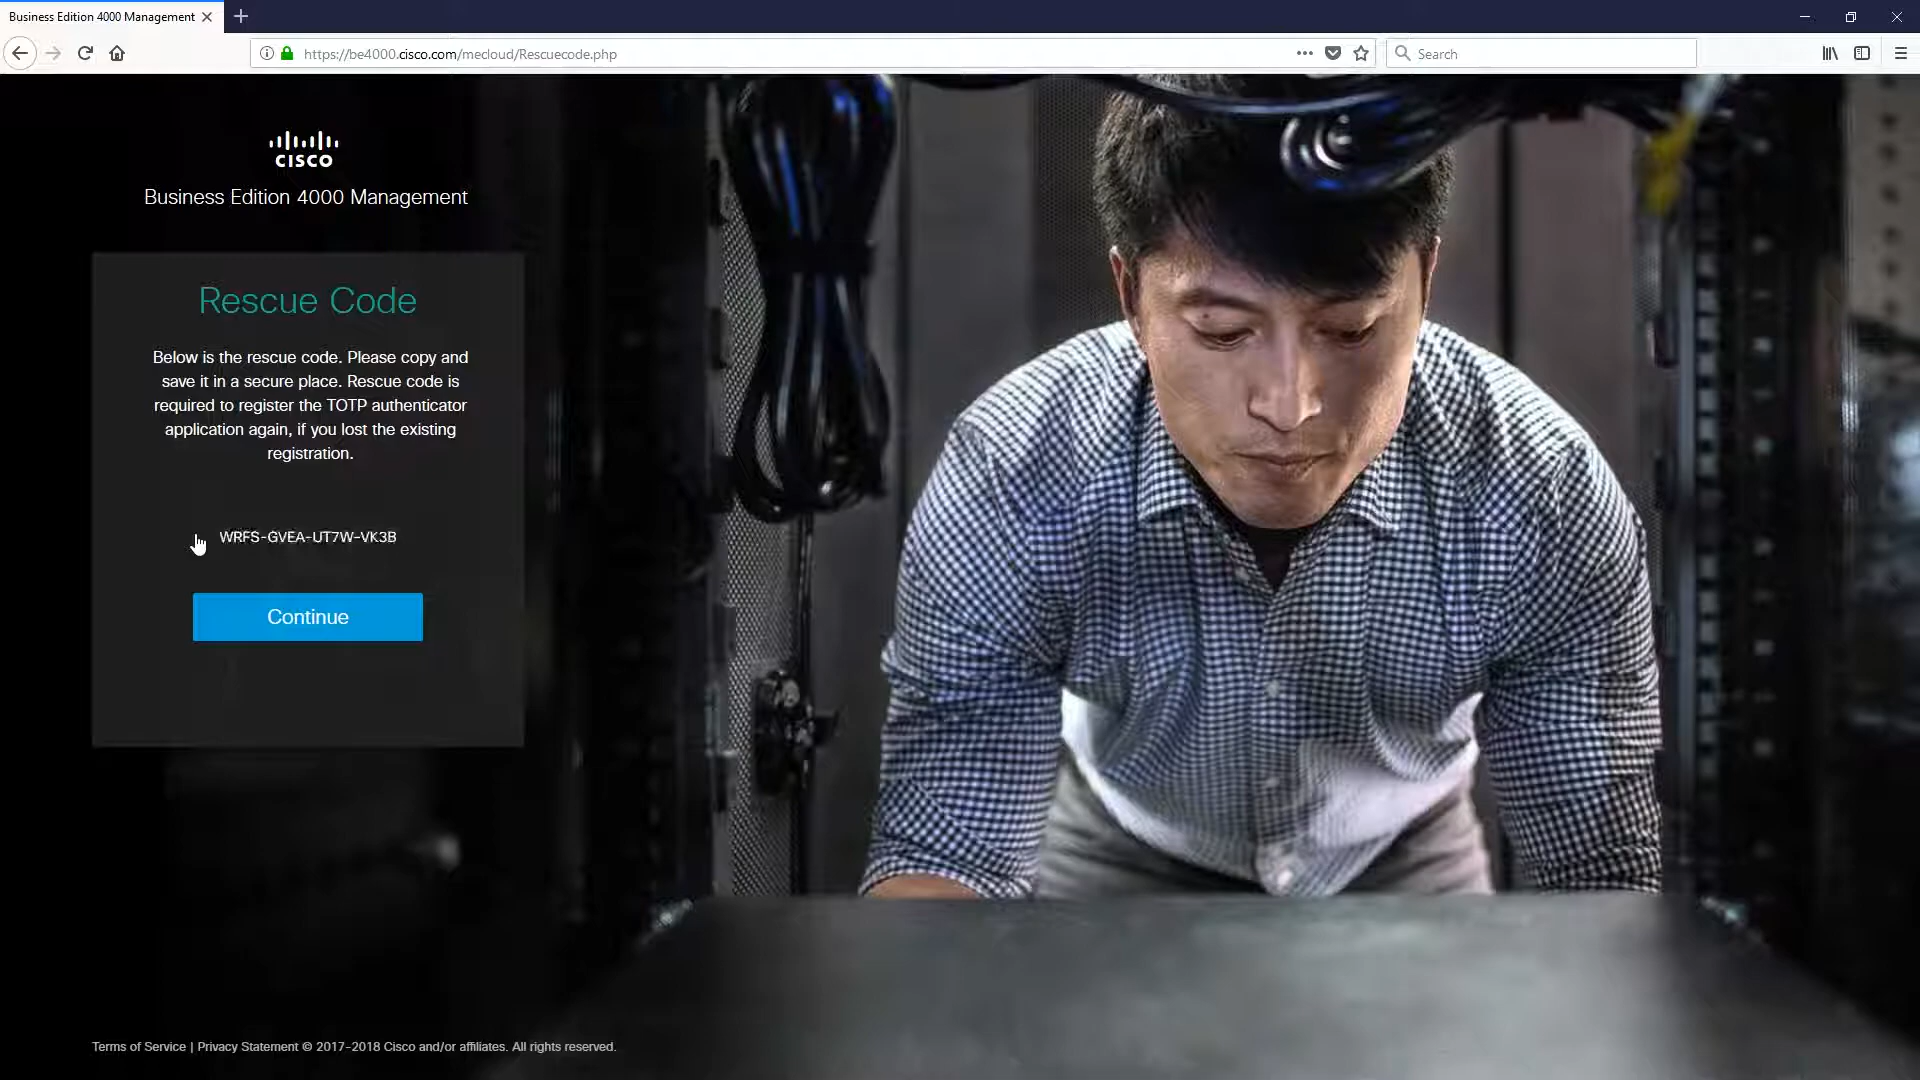 Business Edition 4000 Management
https://be4000.cisco.com/mecloud/Rescuecode.php
Search
CISCO
Business Edition 4000 Management
Rescue Code
Below is the rescue code. Please copy and
save it in a secure place. Rescue code is
required to register the TOTP authenticator
application again, if you lost the existing
registration.
WRFS-GVEA-UT7W-VK3B
Continue
Terms of Service | Privacy Statement © 2017-2018 Cisco and/or affiliates. All rights reserved.